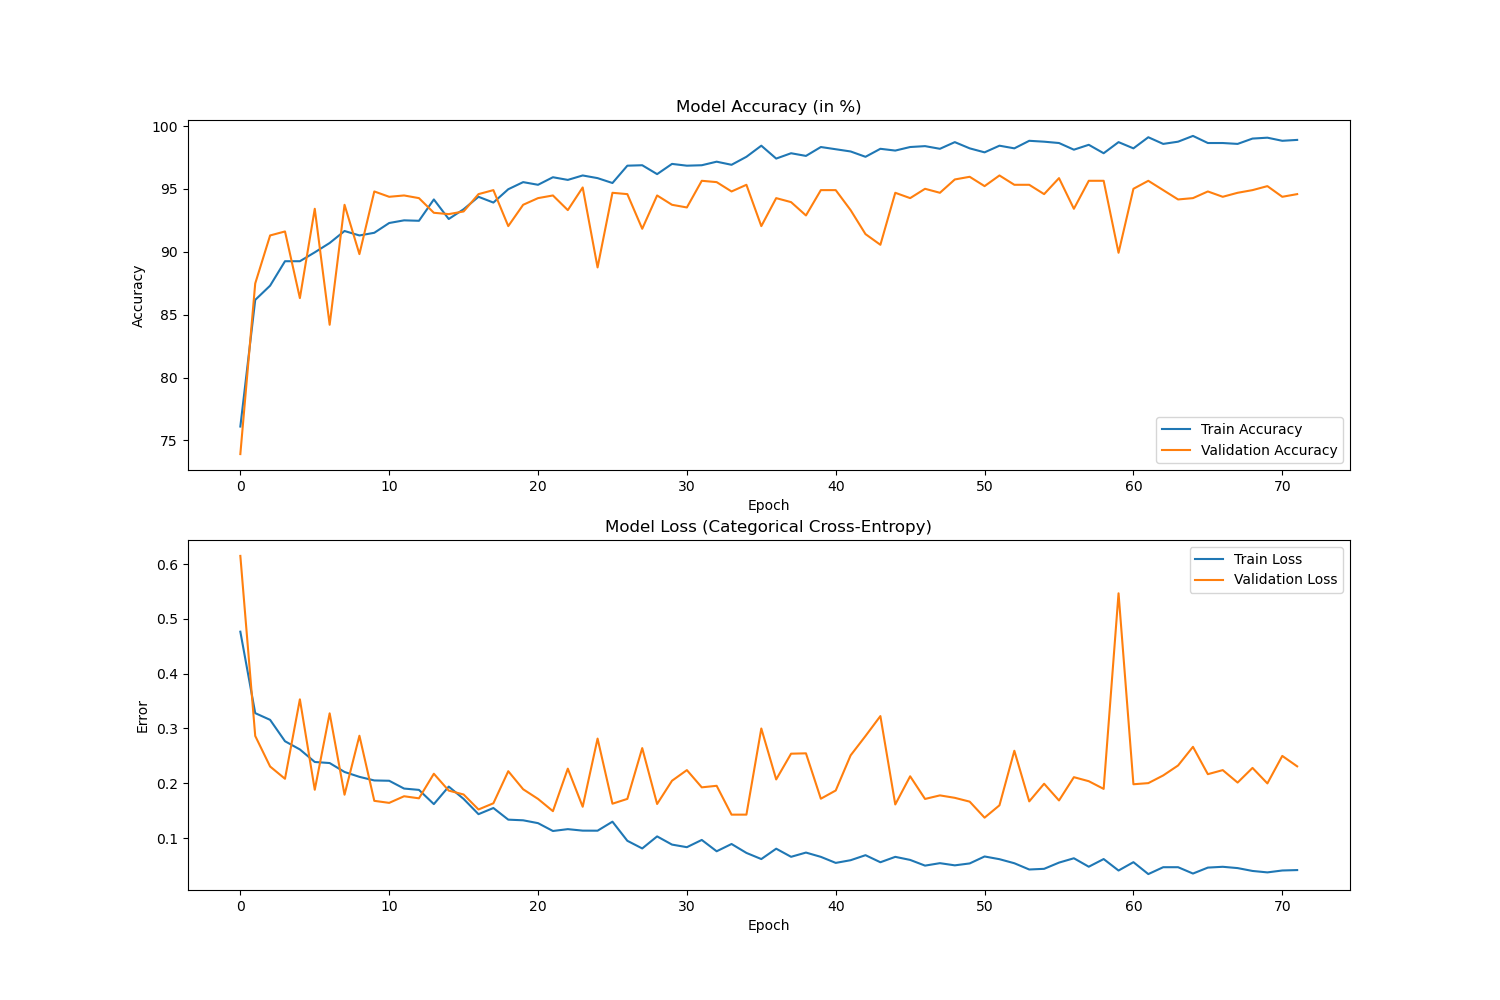 Model Accuracy (in %)
100
95
90
85
80
75
Accuracy
Train Accuracy
Validation Accuracy
0 10 20 30 40 50 60 70
Epoch
Model Loss (Categorical Cross-Entropy)
0.6
0.5
0.4
0.3
0.2
0.1
Error
Train Loss
Validation Loss
0 10 20 30 40 50 60 70
Epoch